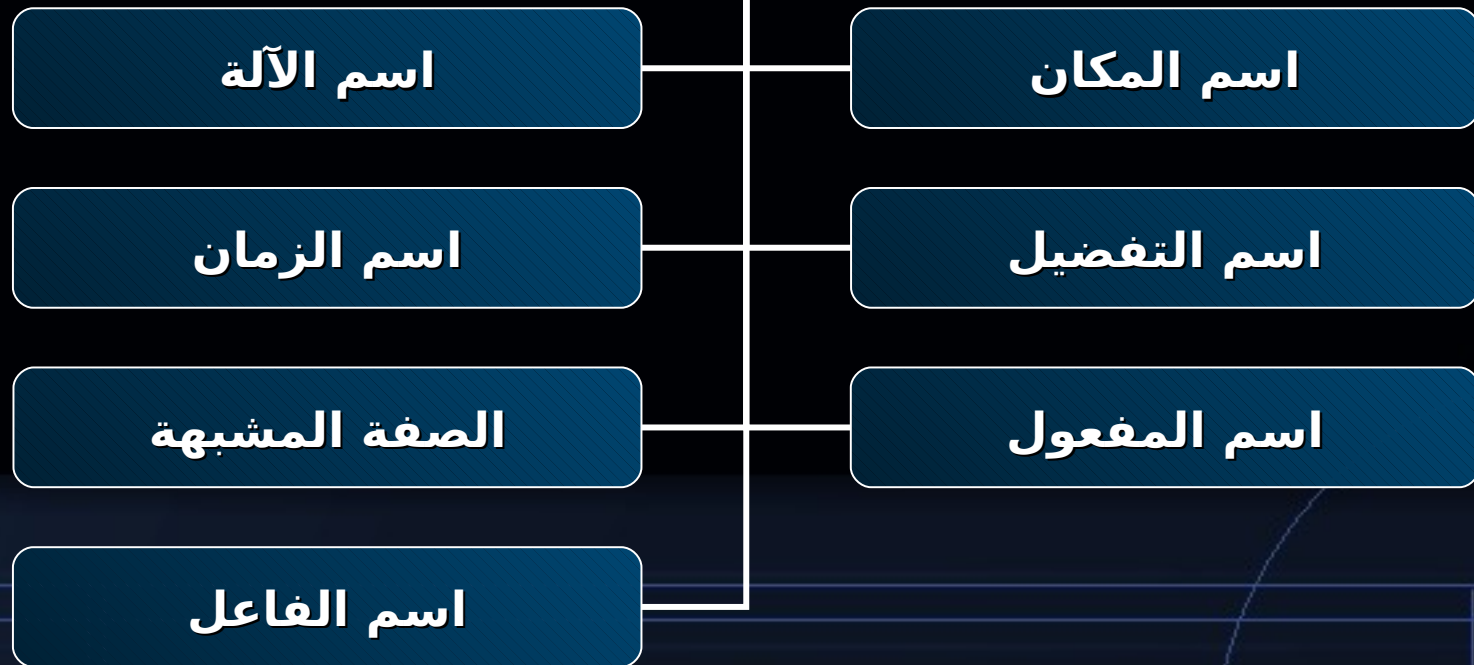 اسم المكان
اسم الآلة
اسم التفضيل
اسم الزمان
اسم المفعول
الصفة المشبهة
اسم الفاعل